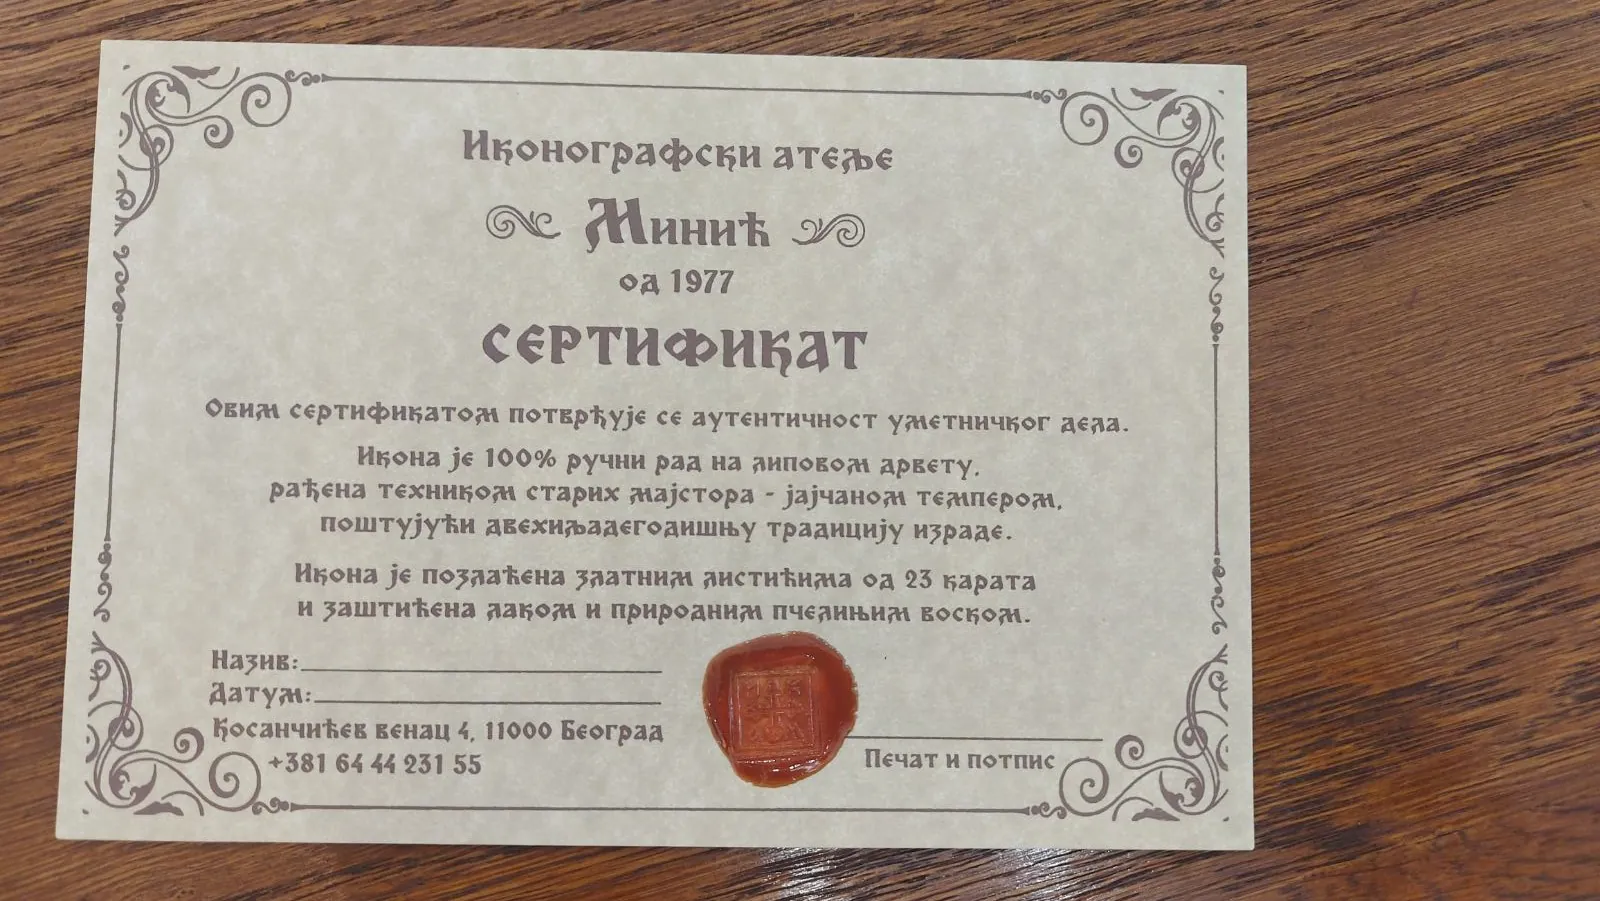 Иконографски атеље
Минић
од 1977
СЕРТИФИКАТ
Овим сертификатом потврђује се аутентичност уметничког дела.
Икона је 100% ручни рад на липовом дрвету,
рађена техником старих мајстора - јајчаном темпером,
поштујући двехиљадегодишњу традицију израде.
Икона је позлаћена златним листићима од 23 карата
и заштићена лаком и природним пчелињим воском.
Назив:
Датум:
Косанчићев венац 4, 11000 Београд
+381 64 44 231 55
Печат и потпис